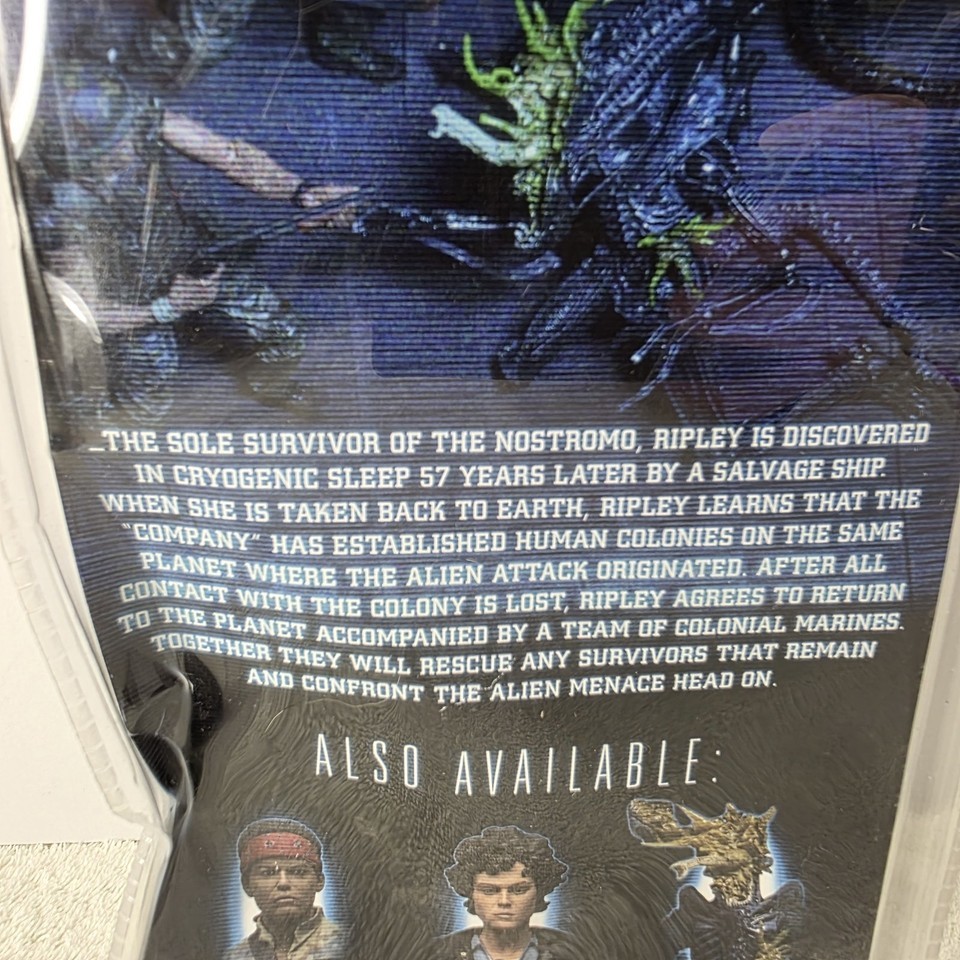 THE SOLE SURVIVOR OF THE NOSTROMO, RIPLEY IS DISCOVERED
IN CRYOGENIC SLEEP 57 YEARS LATER BY A SALVAGE SHIP.
WHEN SHE IS TAKEN BACK TO EARTH, RIPLEY LEARNS THAT THE
"COMPANY" HAS ESTABLISHED HUMAN COLONIES ON THE SAME
PLANET WHERE THE ALIEN ATTACK ORIGINATED. AFTER ALL
CONTACT WITH THE COLONY IS LOST, RIPLEY AGREES TO RETURN
TO THE PLANET ACCOMPANIED BY A TEAM OF COLONIAL MARINES.
TOGETHER THEY WILL RESCUE ANY SURVIVORS THAT REMAIN
AND CONFRONT THE ALIEN MENACE HEAD ON.
ALSO AVAILABLE: